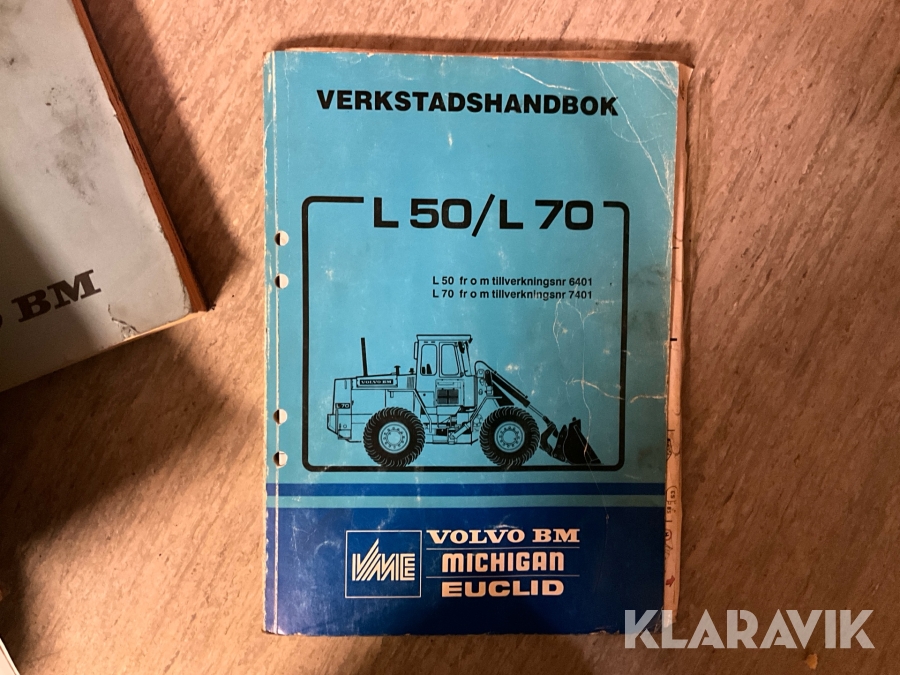 VERKSTADSHANDBOK
L 50/L 70
L 50 fr o m tillverkningsnr 6401
L 70 fr o m tillverkningsnr 7401
VOLVO BM
L 70
VME
VOLVO BM
MICHIGAN
EUCLID
BM
KLARAVIK